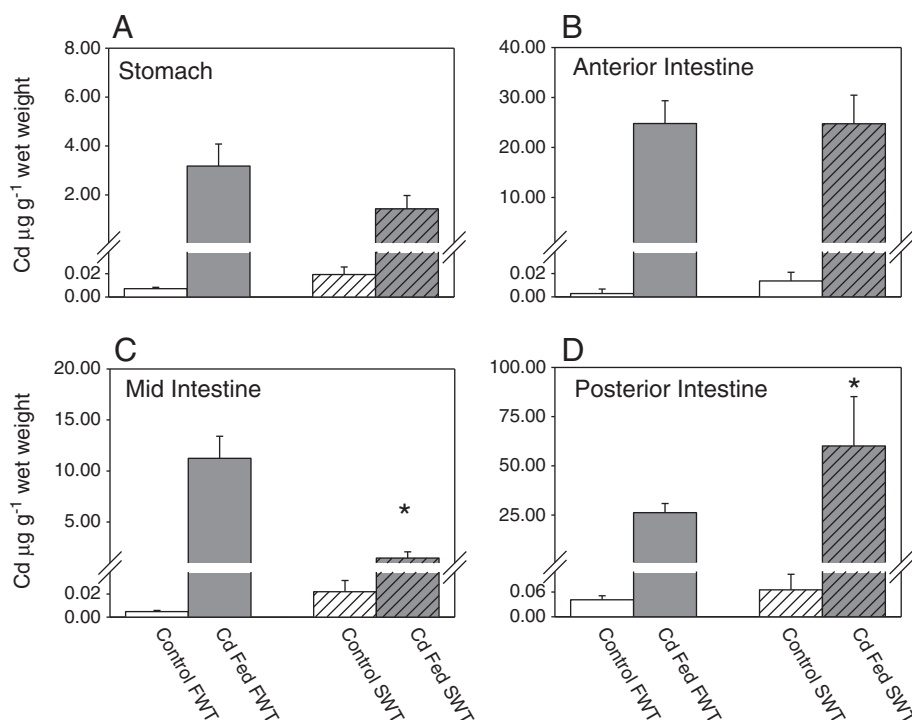 A
B
Cd µg g⁻¹ wet weight
8.00
6.00
4.00
2.00
0.02
0.00
Stomach
40.00
30.00
20.00
10.00
0.02
0.00
Anterior Intestine
C
D
Cd µg g⁻¹ wet weight
20.00
15.00
10.00
5.00
0.02
0.00
Mid Intestine
*
100.00
75.00
50.00
25.00
0.06
0.00
Posterior Intestine
*
Control FWT
Cd Fed FWT
Control SWT
Cd Fed SWT
Control FWT
Cd Fed FWT
Control SWT
Cd Fed SWT